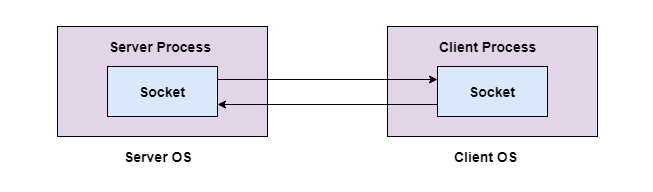 Server Process
Socket
Server OS
Client Process
Socket
Client OS